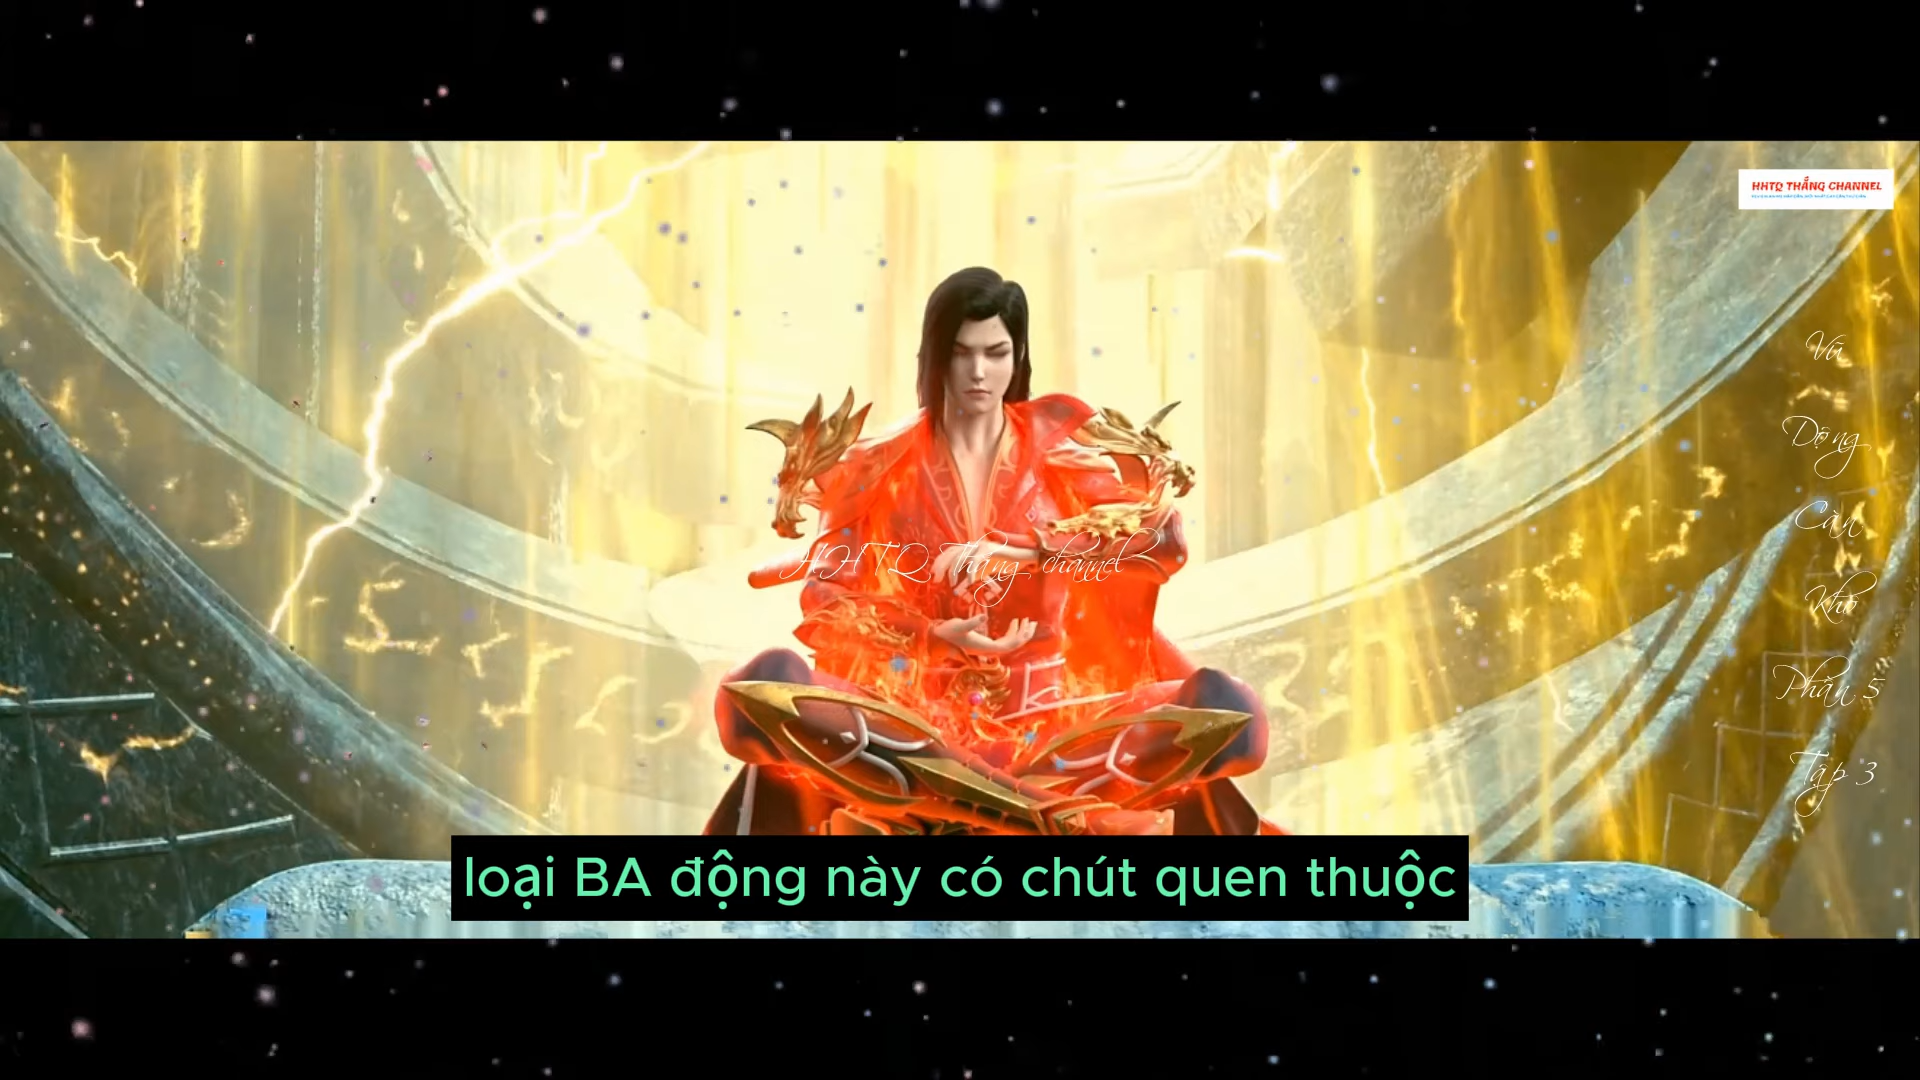 HHTQ THẮNG CHANNEL
Vũ
Động
Càn
Khô
Phần 5
Tập 3
HHTQ Thắng channel
loại BA động này có chút quen thuộc